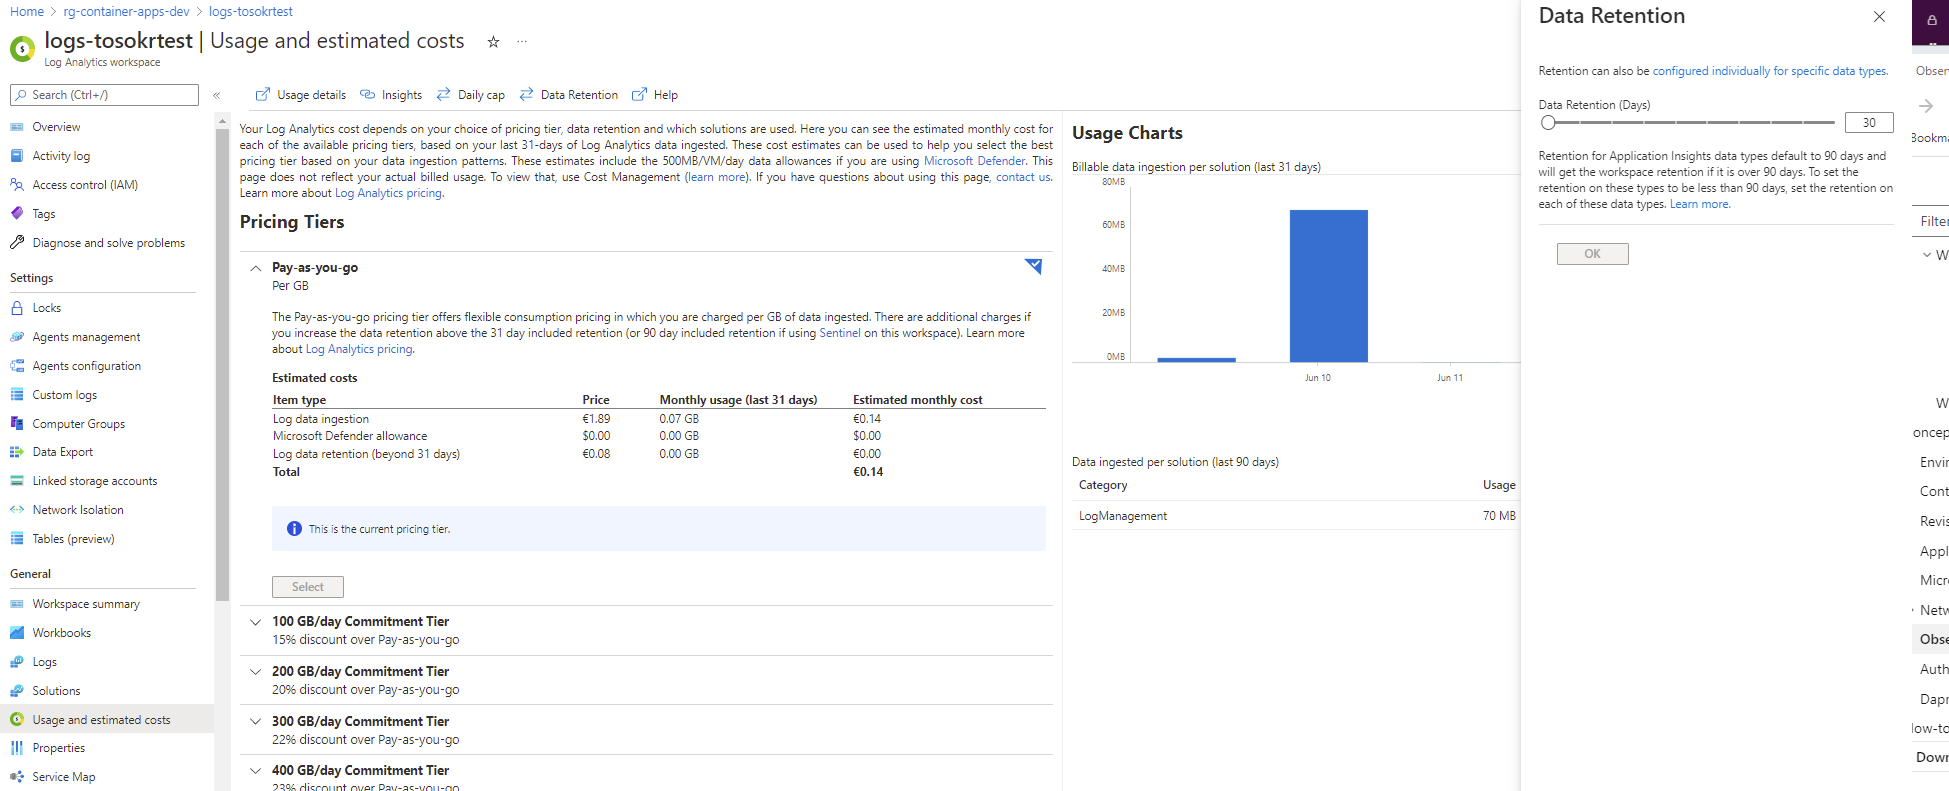 Home > rg-container-apps-dev > logs-tosokrtest
logs-tosokrtest | Usage and estimated costs ☆ ...
Log Analytics workspace
Search (Ctrl+/)
«
Overview
Activity log
Access control (IAM)
Tags
Diagnose and solve problems
Settings
Locks
Agents management
Agents configuration
Custom logs
Computer Groups
Data Export
Linked storage accounts
Network Isolation
Tables (preview)
General
Workspace summary
Workbooks
Logs
Solutions
Usage and estimated costs
Properties
Service Map
Usage details Insights Daily cap Data Retention Help
Your Log Analytics cost depends on your choice of pricing tier, data retention and which solutions are used. Here you can see the estimated monthly cost for
each of the available pricing tiers, based on your last 31-days of Log Analytics data ingested. These cost estimates can be used to help you select the best
pricing tier based on your data ingestion patterns. These estimates include the 500MB/VM/day data allowances if you are using Microsoft Defender. This
page does not reflect your actual billed usage. To view that, use Cost Management (learn more). If you have questions about using this page, contact us.
Learn more about Log Analytics pricing.
Pricing Tiers
Pay-as-you-go
Per GB
The Pay-as-you-go pricing tier offers flexible consumption pricing in which you are charged per GB of data ingested. There are additional charges if
you increase the data retention above the 31 day included retention (or 90 day included retention if using Sentinel on this workspace). Learn more
about Log Analytics pricing.
Estimated costs
Item type Price Monthly usage (last 31 days) Estimated monthly cost
Log data ingestion €1.89 0.07 GB €0.14
Microsoft Defender allowance $0.00 0.00 GB $0.00
Log data retention (beyond 31 days) €0.08 0.00 GB €0.00
Total €0.14
This is the current pricing tier.
Select
100 GB/day Commitment Tier
15% discount over Pay-as-you-go
200 GB/day Commitment Tier
20% discount over Pay-as-you-go
300 GB/day Commitment Tier
22% discount over Pay-as-you-go
400 GB/day Commitment Tier
23% discount over Pay-as-you-go
Usage Charts
Billable data ingestion per solution (last 31 days)
80MB
60MB
40MB
20MB
0MB
Jun 10 Jun 11
Data ingested per solution (last 90 days)
Category Usage
LogManagement 70 MB
Data Retention
Retention can also be configured individually for specific data types.
Data Retention (Days)
30
Retention for Application Insights data types default to 90 days and
will get the workspace retention if it is over 90 days. To set the
retention on these types to be less than 90 days, set the retention on
each of these data types. Learn more.
OK
Obser
Bookma
Filter
W
W
oncep
Envir
Cont
Revis
Appl
Micr
Netw
Obse
Auth
Dapr
low-to
Down